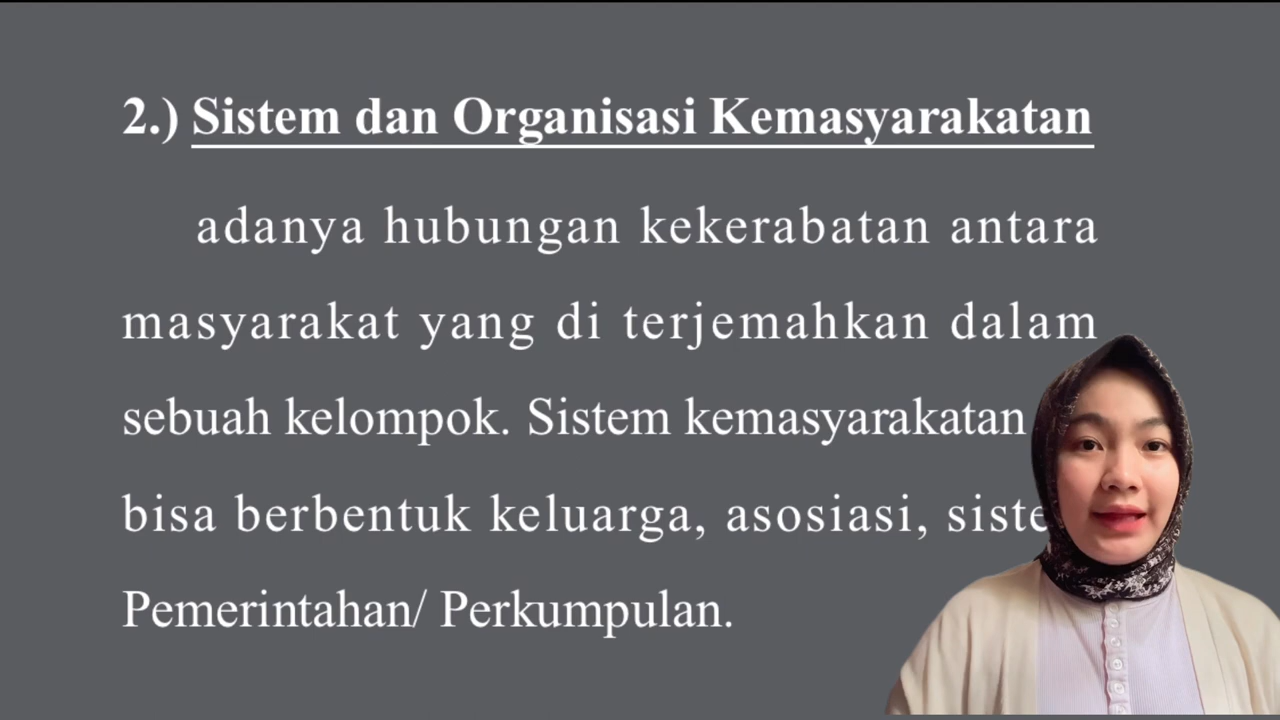 2.) Sistem dan Organisasi Kemasyarakatan
adanya hubungan kekerabatan antara
masyarakat yang di terjemahkan dalam
sebuah kelompok. Sistem kemasyarakatan
bisa berbentuk keluarga, asosiasi,
Pemerintahan/ Perkumpulan.